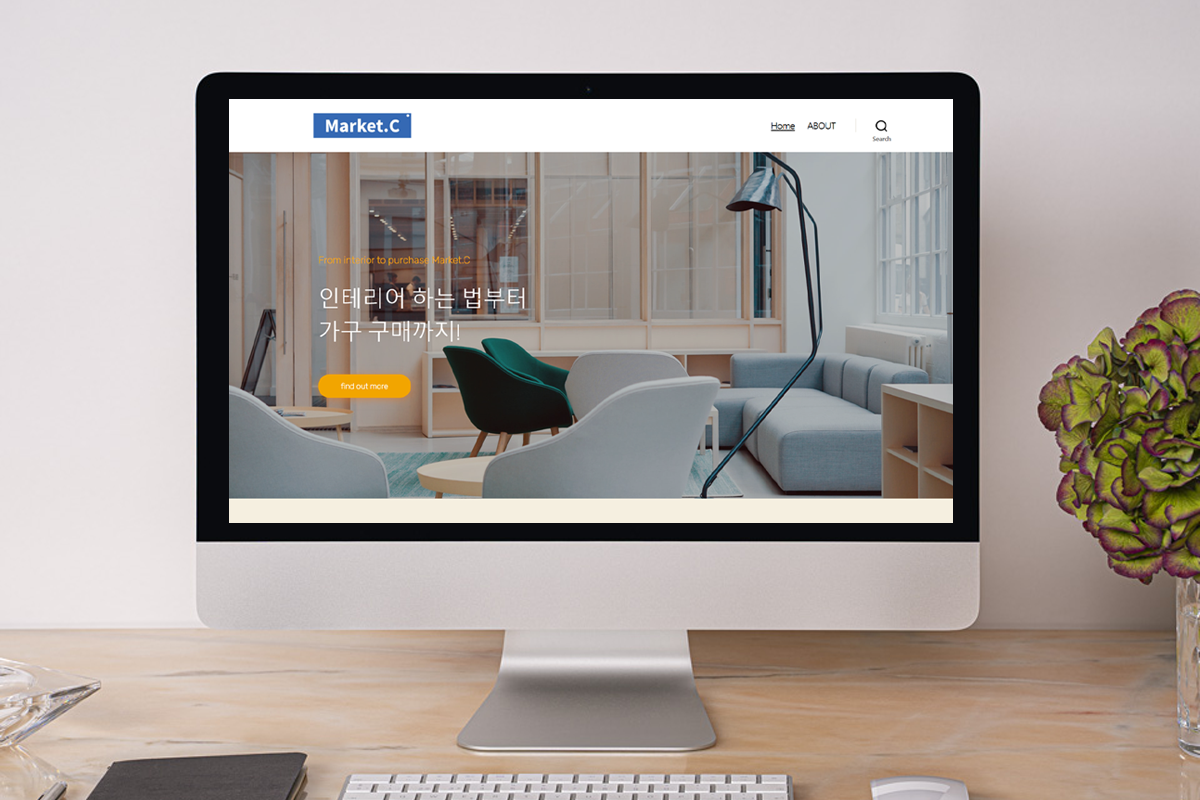 Market.C
Home
ABOUT
Search
From interior to purchase Market.C
인테리어 하는 법부터
가구 구매까지!
find out more